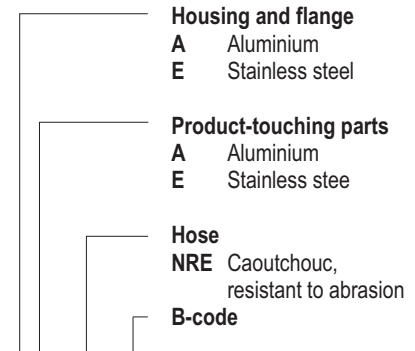 Housing and flange
A Aluminium
E Stainless steel
Product-touching parts
A Aluminium
E Stainless stee
Hose
NRE Caoutchouc,
resistant to abrasion
B-code